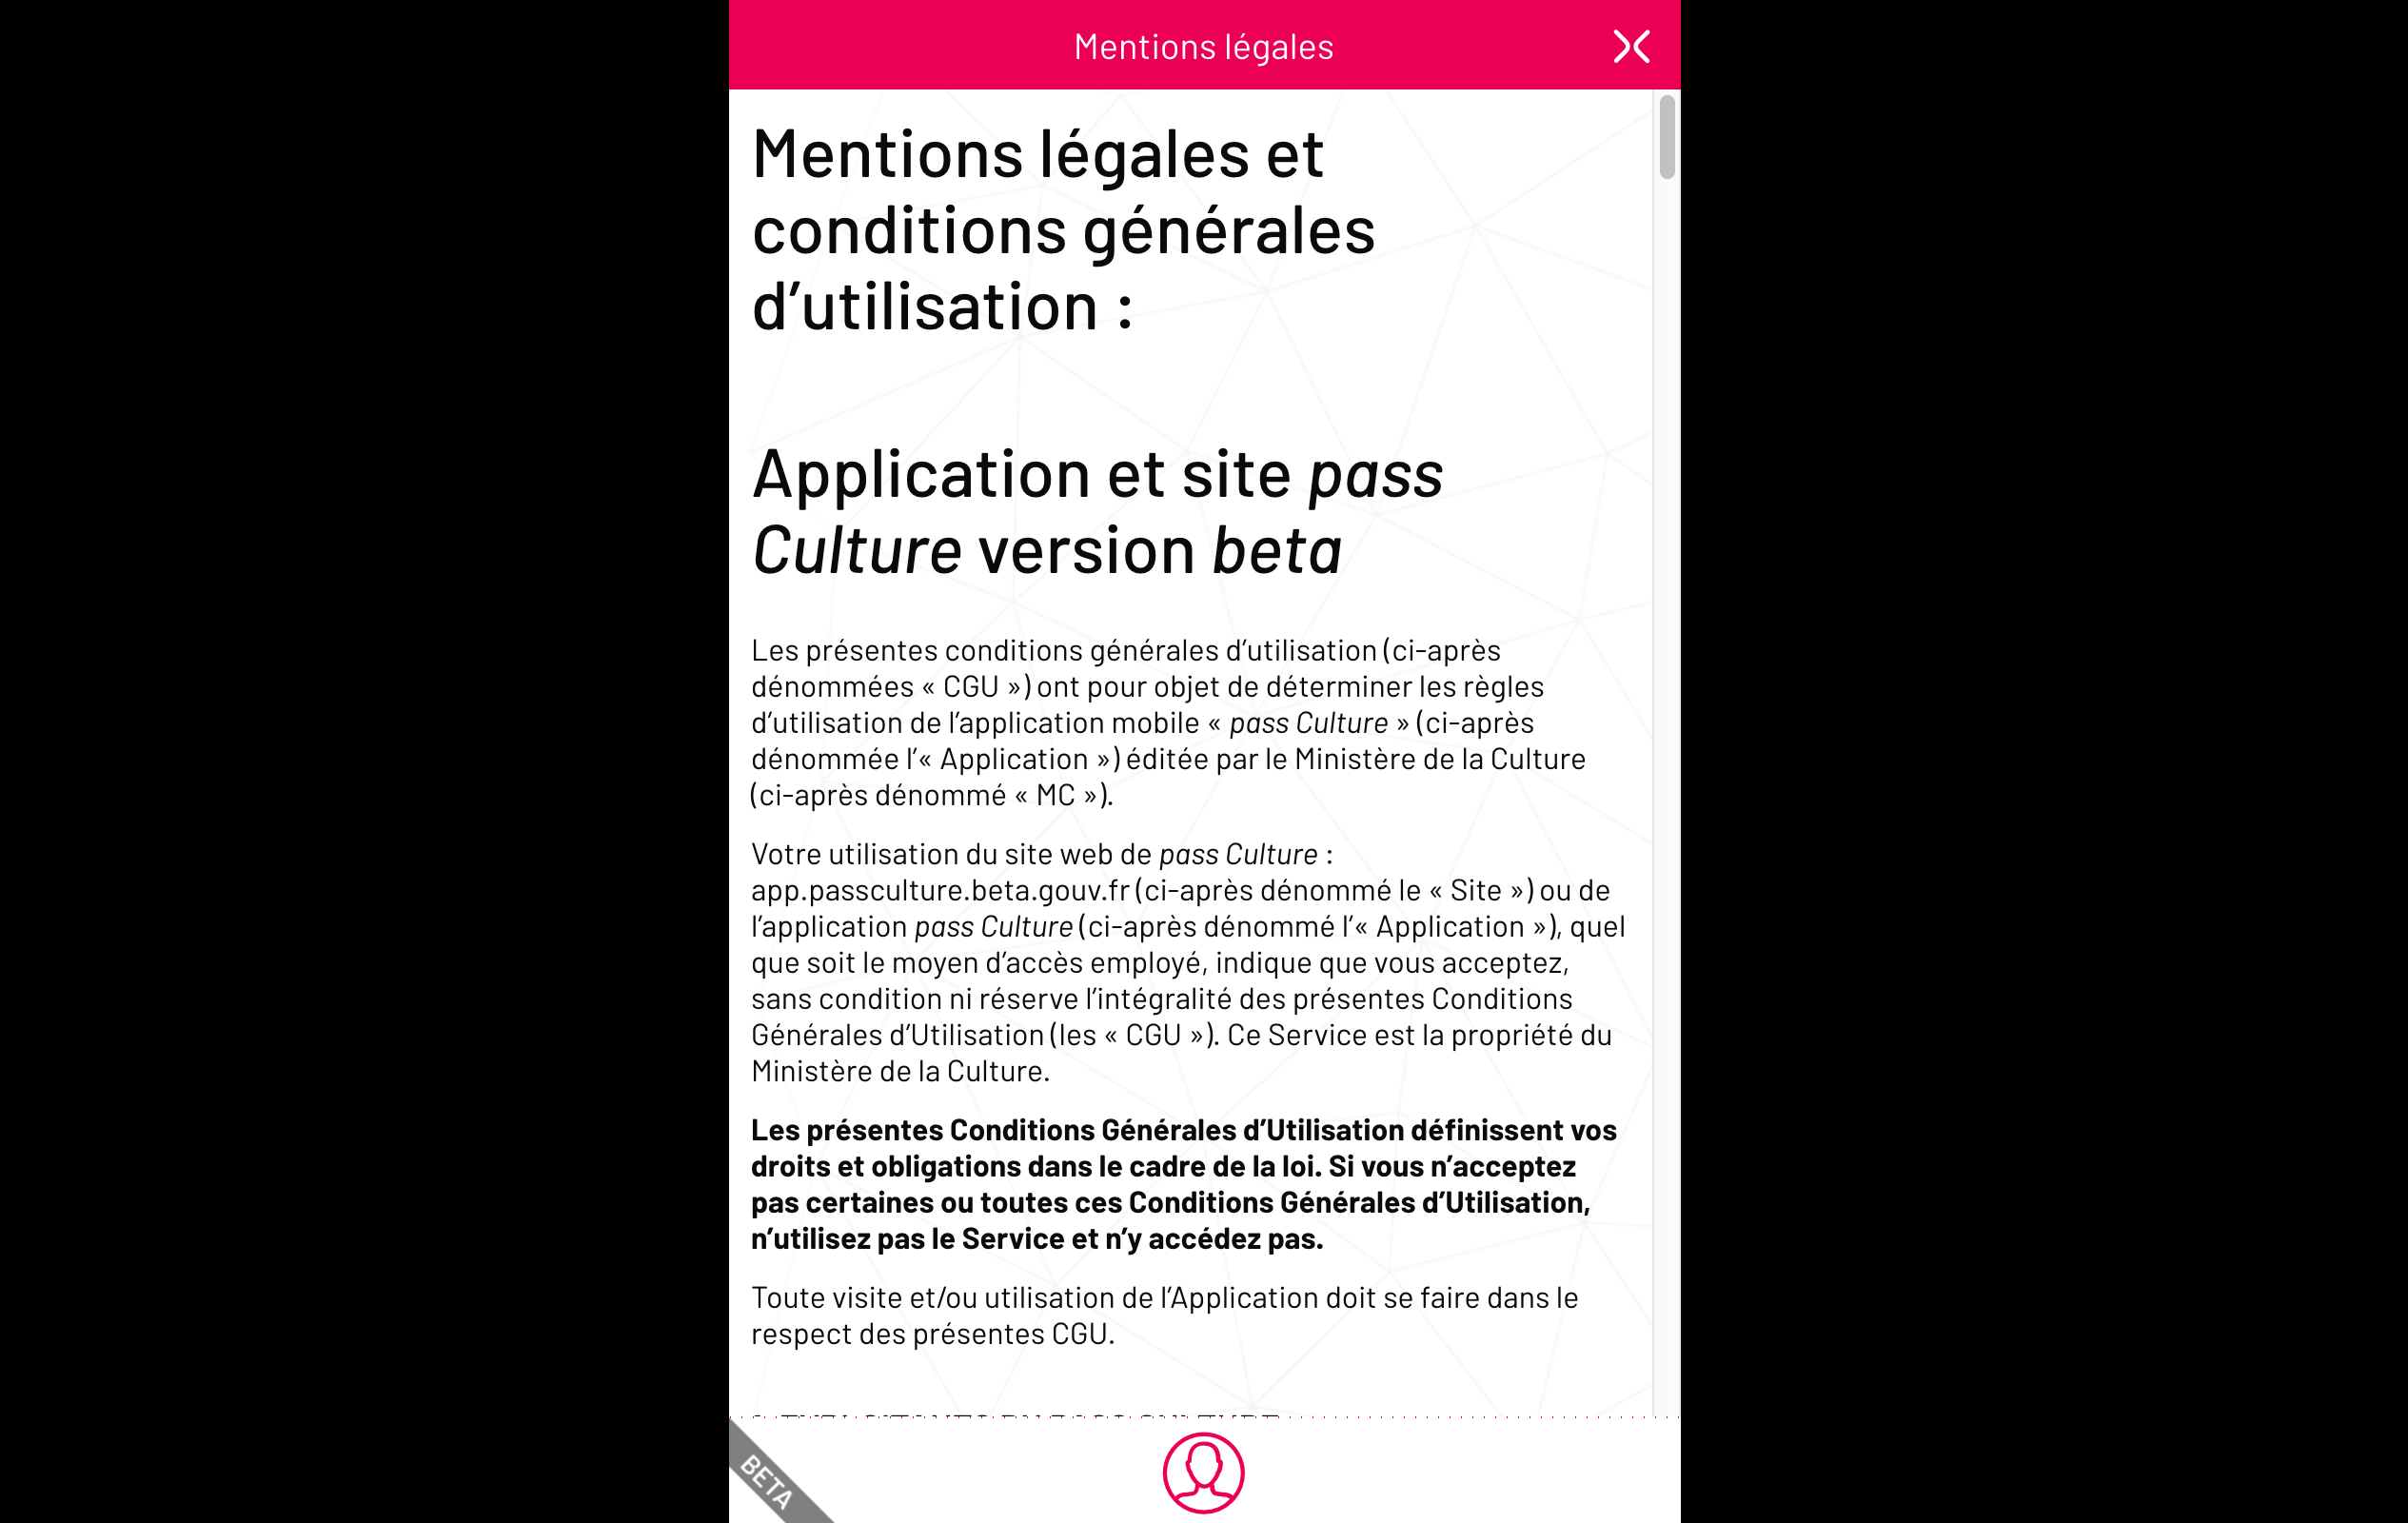 Mentions légales
Mentions légales et
conditions générales
d’utilisation :
Application et site pass
Culture version beta
Les présentes conditions générales d’utilisation (ci-après
dénommées « CGU ») ont pour objet de déterminer les règles
d’utilisation de l’application mobile « pass Culture » (ci-après
dénommée l’« Application ») éditée par le Ministère de la Culture
(ci-après dénommé « MC »).
Votre utilisation du site web de pass Culture :
app.passculture.beta.gouv.fr (ci-après dénommé le « Site ») ou de
l’application pass Culture (ci-après dénommé l’« Application »), quel
que soit le moyen d’accès employé, indique que vous acceptez,
sans condition ni réserve l’intégralité des présentes Conditions
Générales d’Utilisation (les « CGU »). Ce Service est la propriété du
Ministère de la Culture.
Les présentes Conditions Générales d’Utilisation définissent vos
droits et obligations dans le cadre de la loi. Si vous n’acceptez
pas certaines ou toutes ces Conditions Générales d’Utilisation,
n’utilisez pas le Service et n’y accédez pas.
Toute visite et/ou utilisation de l’Application doit se faire dans le
respect des présentes CGU.
BETA